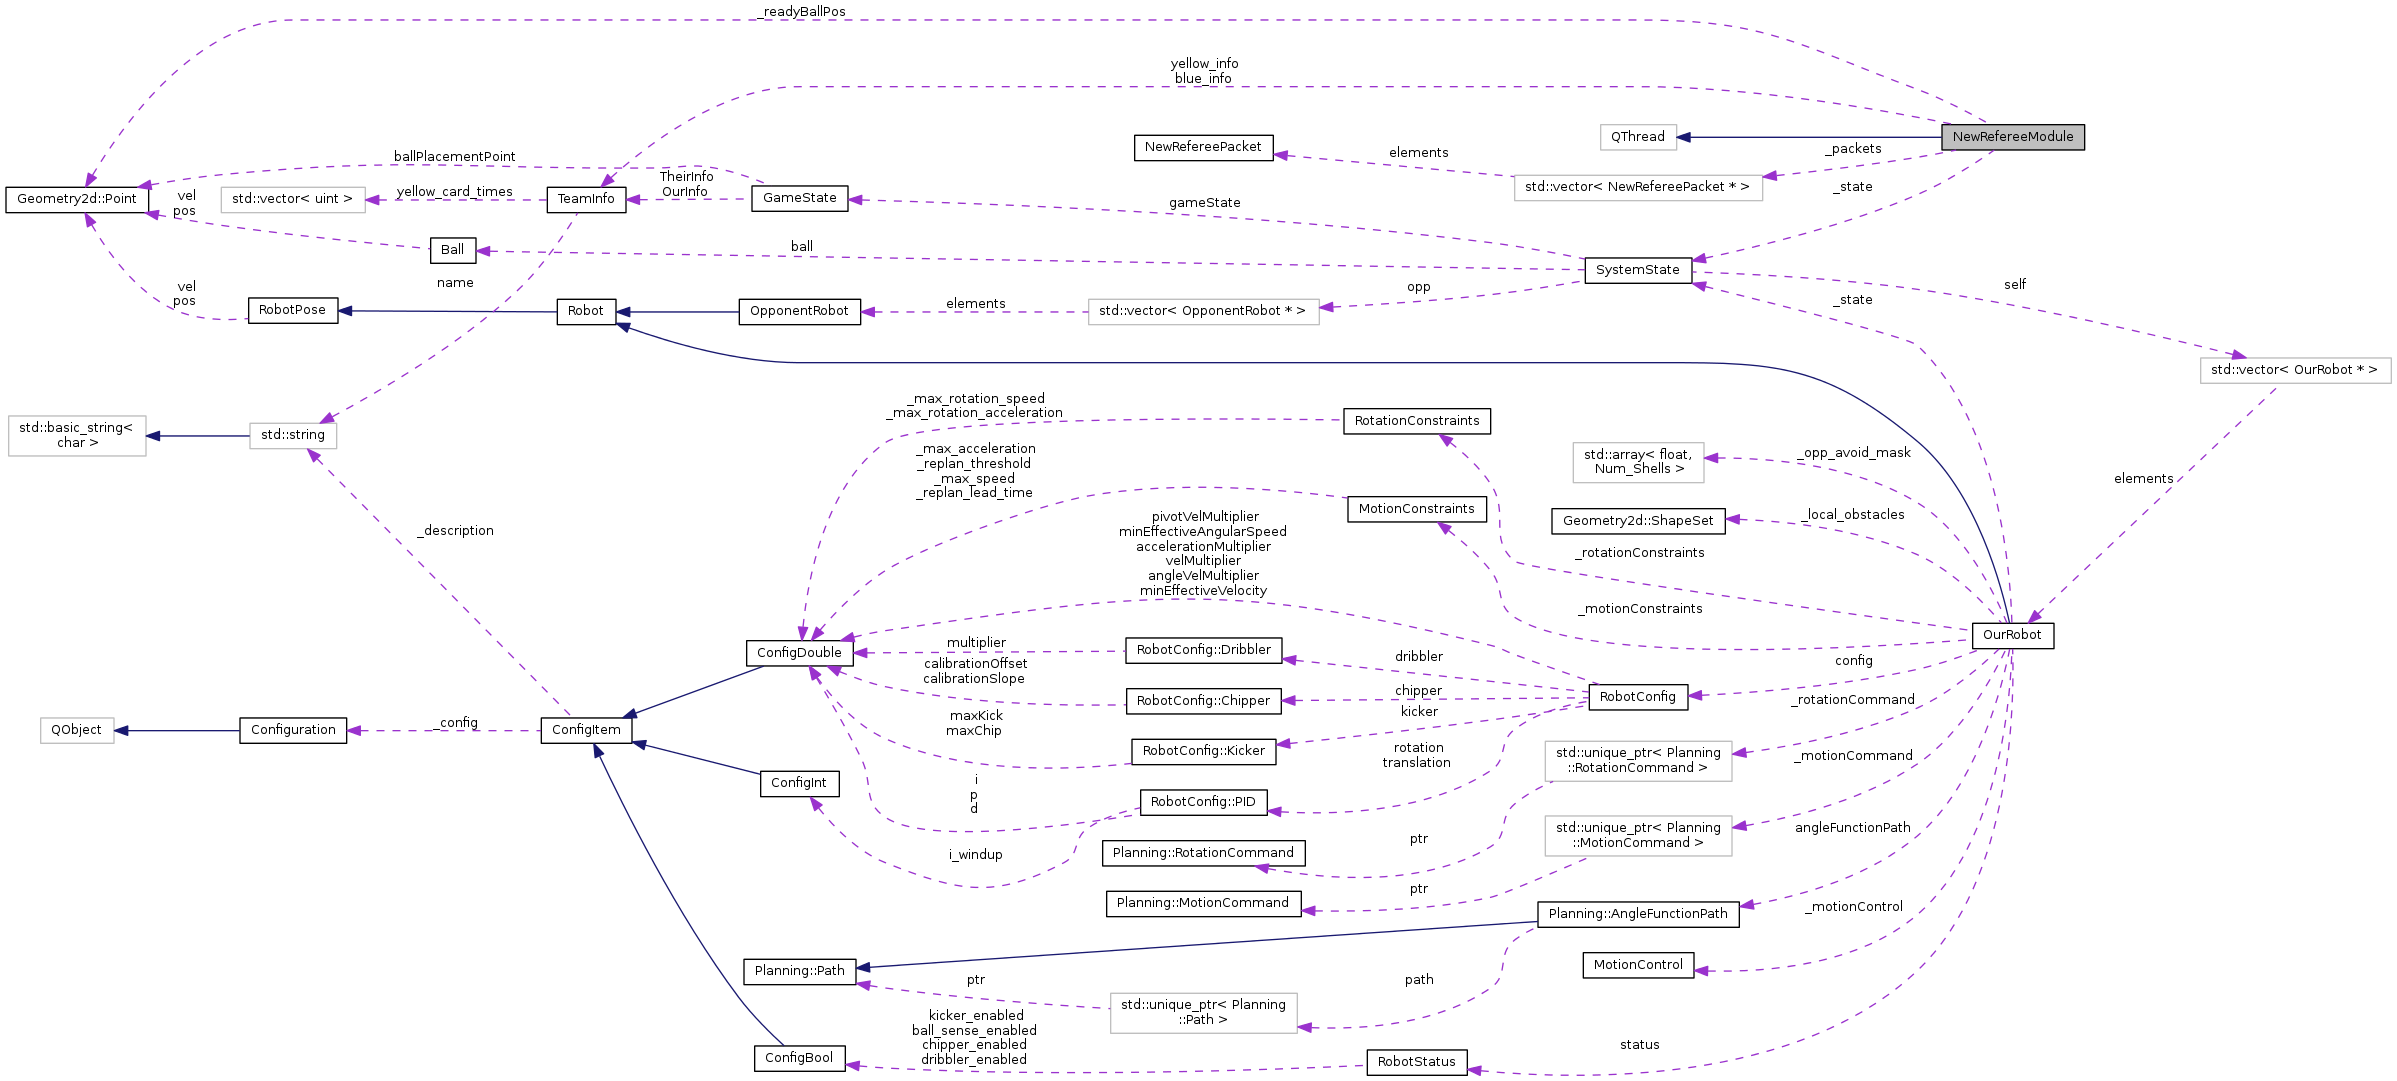 _readyBallPos
yellow_info
blue_info
NewRefereeModule
QThread
_packets
NewRefereePacket
elements
std::vector< NewRefereePacket * >
_state
ballPlacementPoint
TheirInfo
OurInfo
yellow_card_times
vel
pos
Geometry2d::Point
std::vector< uint >
TeamInfo
GameState
gameState
Ball
ball
SystemState
self
name
vel
pos
opp
_state
RobotPose
Robot
OpponentRobot
elements
std::vector< OpponentRobot * >
std::vector< OurRobot * >
_max_rotation_speed
_max_rotation_acceleration
RotationConstraints
std::basic_string<
char >
std::string
_max_acceleration
_replan_threshold
_max_speed
_replan_lead_time
std::array< float,
Num_Shells >
_opp_avoid_mask
elements
MotionConstraints
_description
pivotVelMultiplier
minEffectiveAngularSpeed
accelerationMultiplier
velMultiplier
angleVelMultiplier
minEffectiveVelocity
Geometry2d::ShapeSet
_local_obstacles
_rotationConstraints
_motionConstraints
OurRobot
ConfigDouble
multiplier
RobotConfig::Dribbler
dribbler
config
calibrationOffset
calibrationSlope
RobotConfig::Chipper
chipper
RobotConfig
_rotationCommand
kicker
maxKick
maxChip
QObject
Configuration
_config
ConfigItem
RobotConfig::Kicker
rotation
translation
std::unique_ptr< Planning
::RotationCommand >
_motionCommand
ConfigInt
i
p
d
RobotConfig::PID
std::unique_ptr< Planning
::MotionCommand >
angleFunctionPath
i_windup
Planning::RotationCommand
ptr
Planning::MotionCommand
ptr
Planning::AngleFunctionPath
_motionControl
Planning::Path
ptr
path
MotionControl
std::unique_ptr< Planning
::Path >
kicker_enabled
ball_sense_enabled
chipper_enabled
dribbler_enabled
ConfigBool
RobotStatus
status